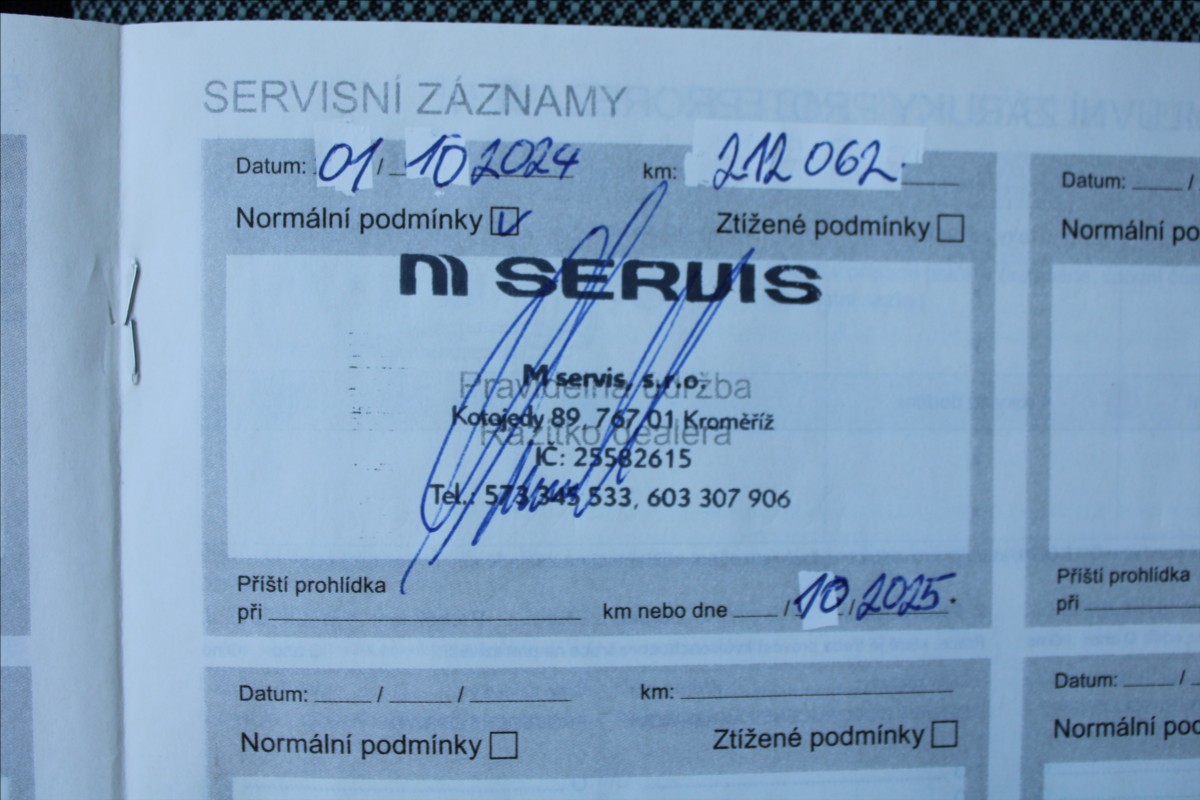 SERVISNÍ ZÁZNAMY
Datum: 01 / 10 2024 km: 212 062.
Normální podmínky Ztížené podmínky
M SERVIS
M servis, s.r.o.
Pravidelná údržba
Kotojedy 89, 767 01 Kroměříž
Razítko dealera
IČ: 25582615
Tel.: 573 345 533, 603 307 906
Příští prohlídka
při km nebo dne / 10 / 2025.
Datum: / / km:
Normální podmínky Ztížené podmínky
Datum: /
Normální po
Příští prohlídka
při
Datum: /
Normální poc